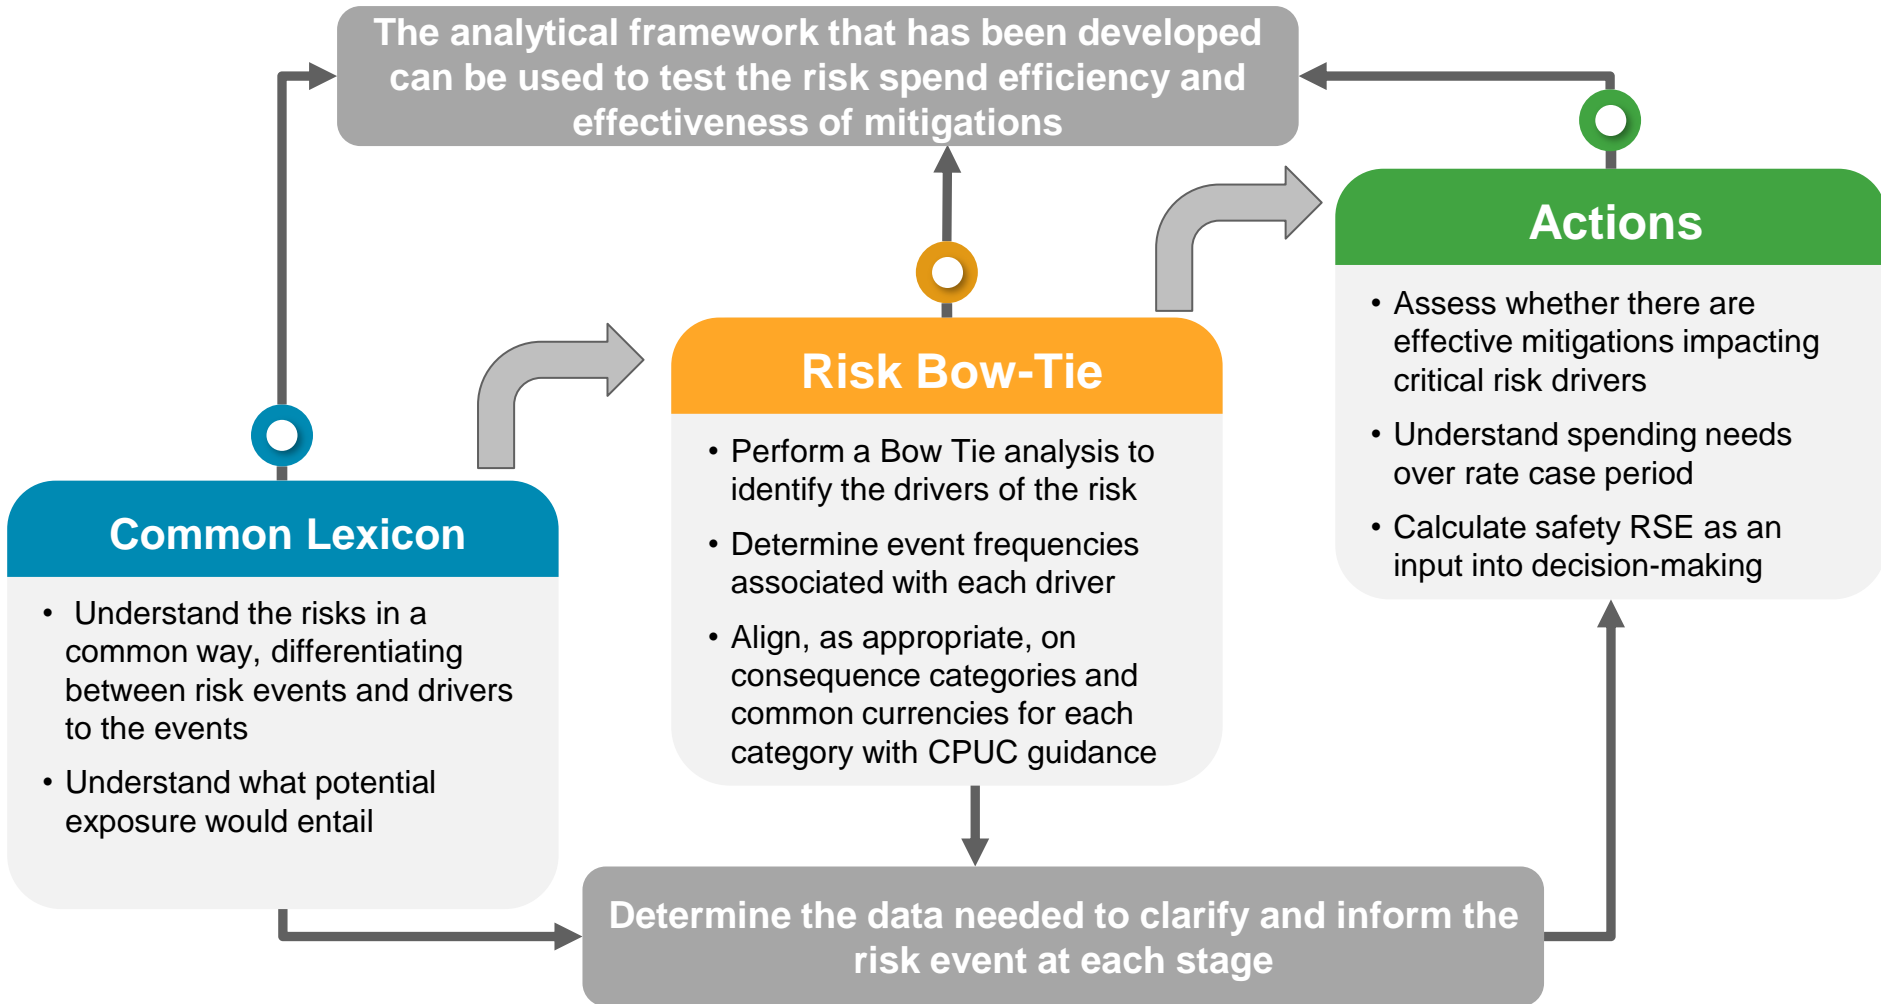 The analytical framework that has been developed
can be used to test the risk spend efficiency and
effectiveness of mitigations
Common Lexicon
• Understand the risks in a
common way, differentiating
between risk events and drivers
to the events
• Understand what potential
exposure would entail
Risk Bow-Tie
• Perform a Bow Tie analysis to
identify the drivers of the risk
• Determine event frequencies
associated with each driver
• Align, as appropriate, on
consequence categories and
common currencies for each
category with CPUC guidance
Actions
• Assess whether there are
effective mitigations impacting
critical risk drivers
• Understand spending needs
over rate case period
• Calculate safety RSE as an
input into decision-making
Determine the data needed to clarify and inform the
risk event at each stage